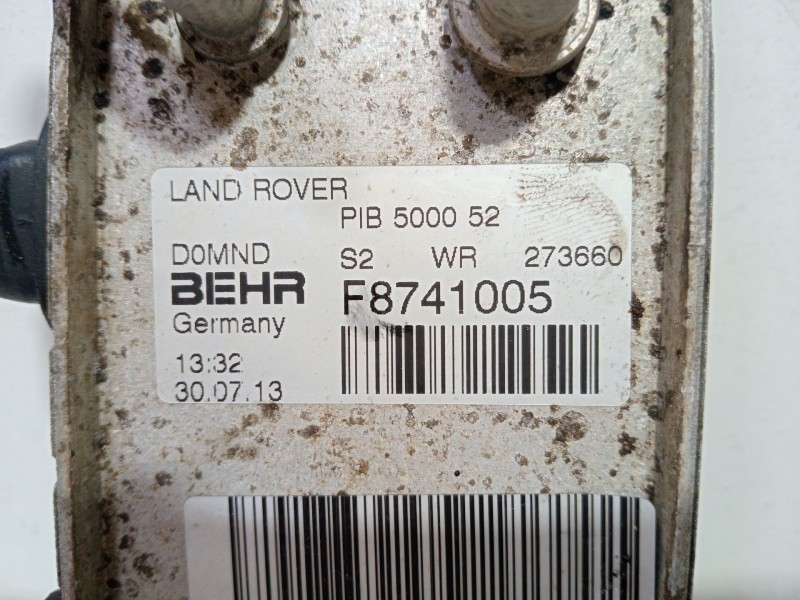 LAND ROVER
PIB 5000 52
D0MND S2 WR 273660
BEHR F8741005
Germany
13:32
30.07.13